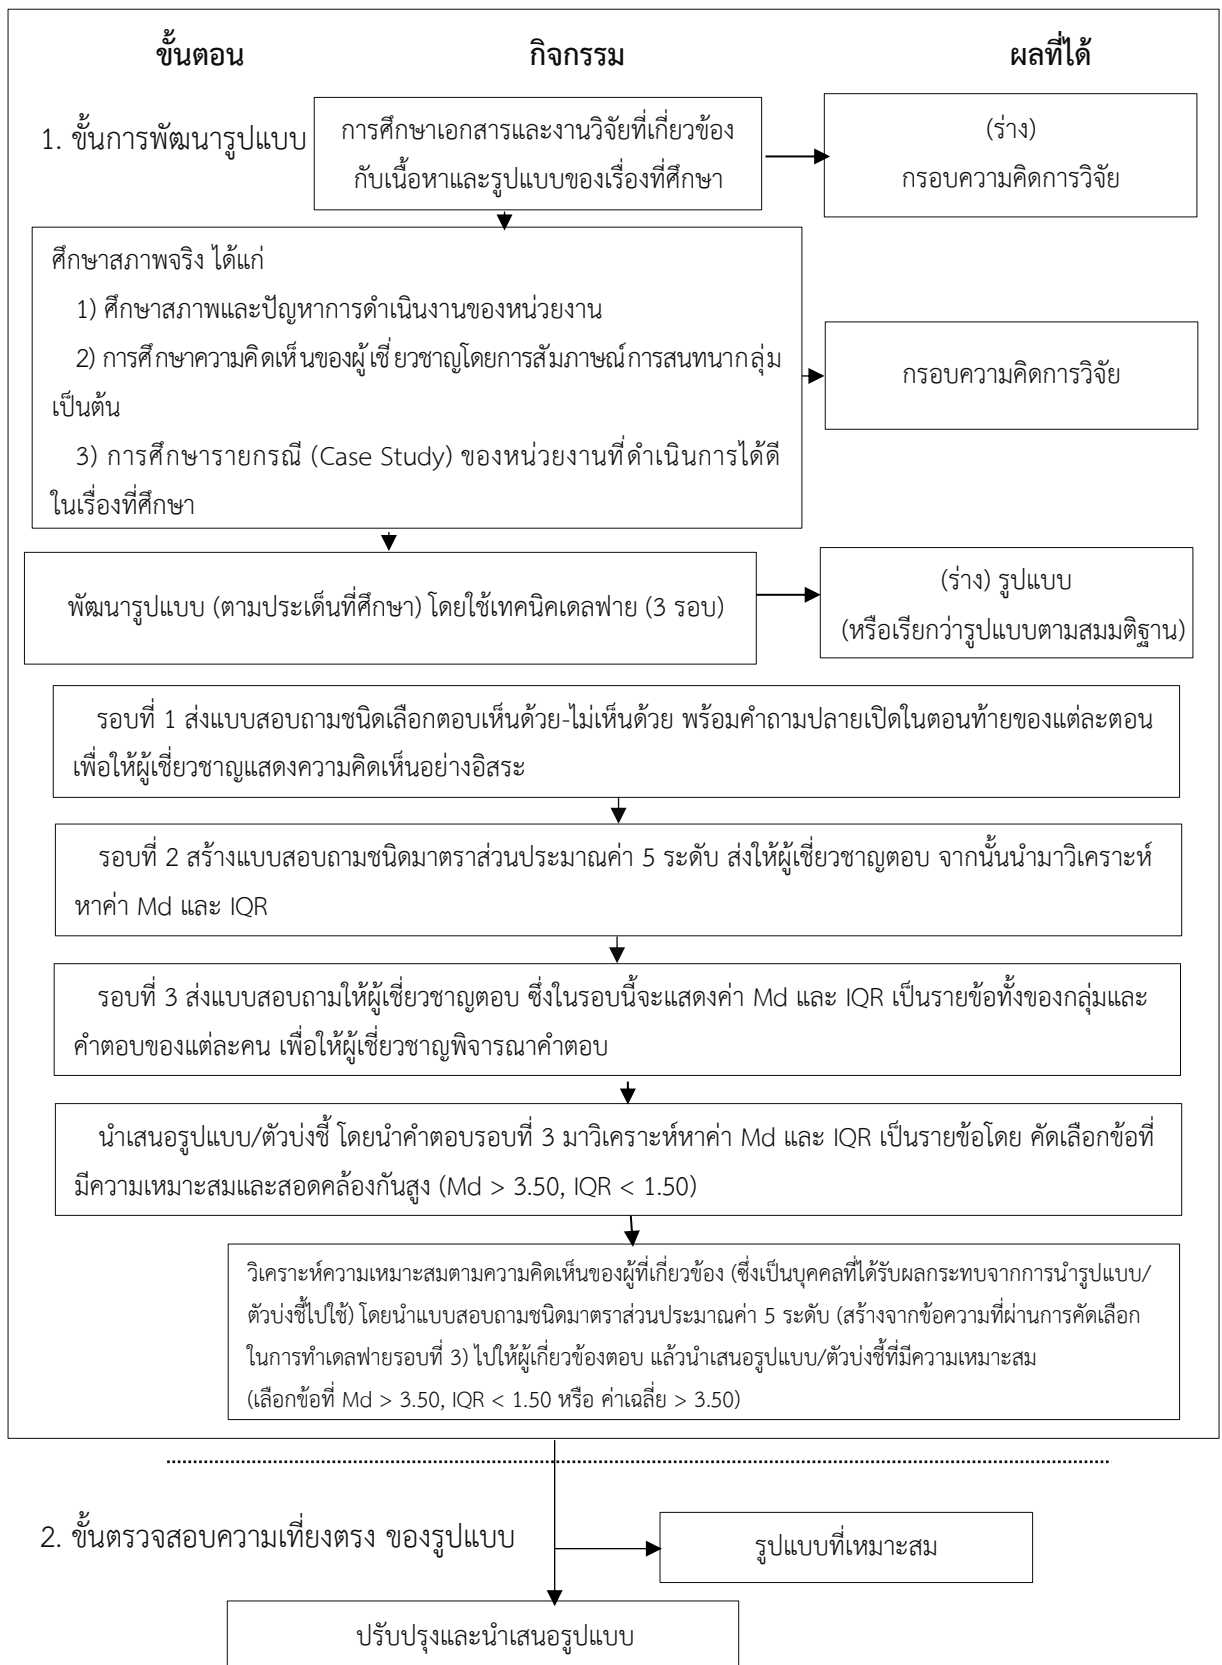 ขั้นตอน กิจกรรม ผลที่ได้
1. ขั้นการพัฒนารูปแบบ
การศึกษาเอกสารและงานวิจัยที่เกี่ยวข้อง
กับเนื้อหาและรูปแบบของเรื่องที่ศึกษา
(ร่าง)
กรอบความคิดการวิจัย
ศึกษาสภาพจริง ได้แก่
1) ศึกษาสภาพและปัญหาการดำเนินงานของหน่วยงาน
2) การศึกษาความคิดเห็นของผู้เชี่ยวชาญโดยการสัมภาษณ์การสนทนากลุ่ม
เป็นต้น
3) การศึกษารายกรณี (Case Study) ของหน่วยงานที่ดำเนินการได้ดี
ในเรื่องที่ศึกษา
กรอบความคิดการวิจัย
พัฒนารูปแบบ (ตามประเด็นที่ศึกษา) โดยใช้เทคนิคเดลฟาย (3 รอบ)
(ร่าง) รูปแบบ
(หรือเรียกว่ารูปแบบตามสมมติฐาน)
รอบที่ 1 ส่งแบบสอบถามชนิดเลือกตอบเห็นด้วย-ไม่เห็นด้วย พร้อมคำถามปลายเปิดในตอนท้ายของแต่ละตอน
เพื่อให้ผู้เชี่ยวชาญแสดงความคิดเห็นอย่างอิสระ
รอบที่ 2 สร้างแบบสอบถามชนิดมาตราส่วนประมาณค่า 5 ระดับ ส่งให้ผู้เชี่ยวชาญตอบ จากนั้นนำมาวิเคราะห์
หาค่า Md และ IQR
รอบที่ 3 ส่งแบบสอบถามให้ผู้เชี่ยวชาญตอบ ซึ่งในรอบนี้จะแสดงค่า Md และ IQR เป็นรายข้อทั้งของกลุ่มและ
คำตอบของแต่ละคน เพื่อให้ผู้เชี่ยวชาญพิจารณาคำตอบ
นำเสนอรูปแบบ/ตัวบ่งชี้ โดยนำคำตอบรอบที่ 3 มาวิเคราะห์หาค่า Md และ IQR เป็นรายข้อโดย คัดเลือกข้อที่
มีความเหมาะสมและสอดคล้องกันสูง (Md > 3.50, IQR < 1.50)
วิเคราะห์ความเหมาะสมตามความคิดเห็นของผู้ที่เกี่ยวข้อง (ซึ่งเป็นบุคคลที่ได้รับผลกระทบจากการนำรูปแบบ/
ตัวบ่งชี้ไปใช้) โดยนำแบบสอบถามชนิดมาตราส่วนประมาณค่า 5 ระดับ (สร้างจากข้อความที่ผ่านการคัดเลือก
ในการทำเดลฟายรอบที่ 3) ไปให้ผู้เกี่ยวข้องตอบ แล้วนำเสนอรูปแบบ/ตัวบ่งชี้ที่มีความเหมาะสม
(เลือกข้อที่ Md > 3.50, IQR < 1.50 หรือ ค่าเฉลี่ย > 3.50)
2. ขั้นตรวจสอบความเที่ยงตรง ของรูปแบบ
รูปแบบที่เหมาะสม
ปรับปรุงและนำเสนอรูปแบบ